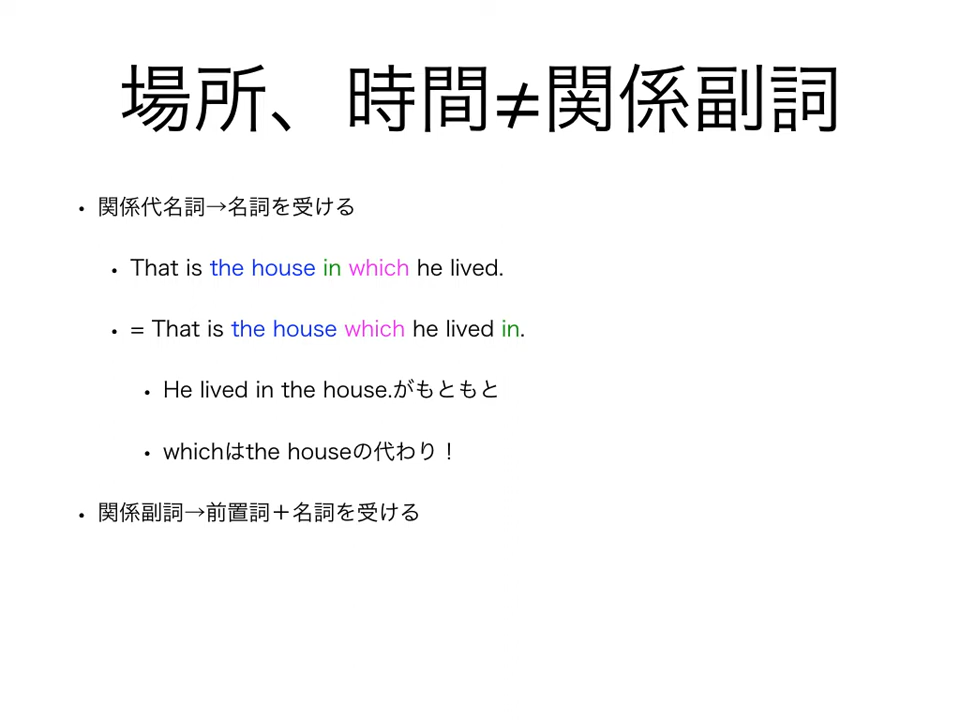 場所、時間≠関係副詞
• 関係代名詞→名詞を受ける
• That is the house in which he lived.
• = That is the house which he lived in.
• He lived in the house.がもともと
• whichはthe houseの代わり！
• 関係副詞→前置詞＋名詞を受ける